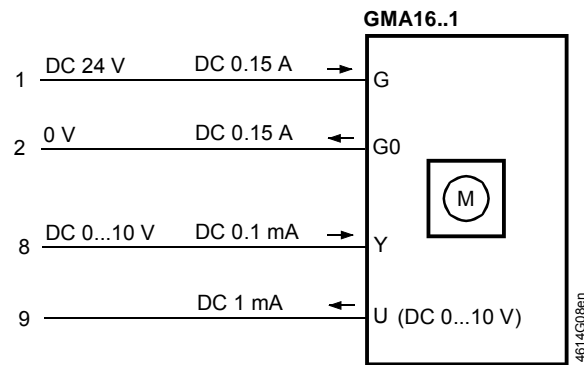 GMA16..1
DC 24 V DC 0.15 A
1 G
0 V DC 0.15 A
2 G0
M
DC 0...10 V DC 0.1 mA
8 Y
DC 1 mA
9 U (DC 0...10 V)
4614G08en